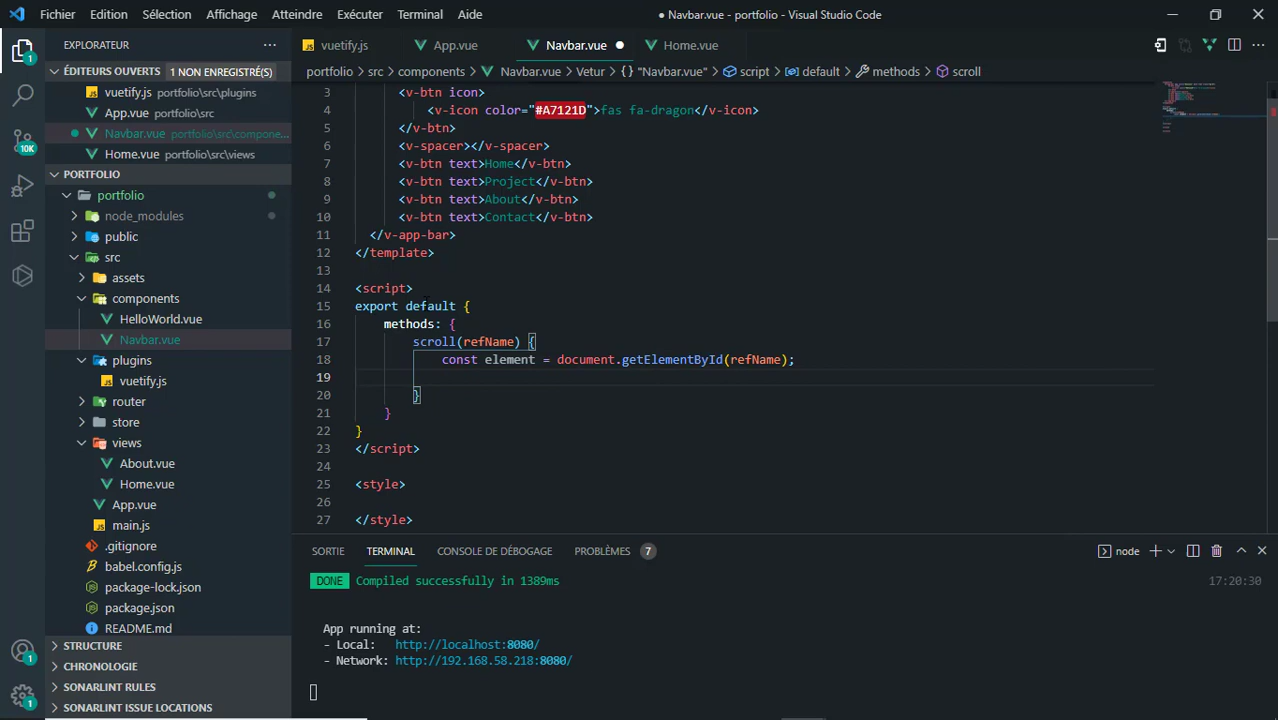 Fichier Edition Sélection Affichage Atteindre Exécuter Terminal Aide ● Navbar.vue - portfolio - Visual Studio Code
EXPLORATEUR
1
ÉDITEURS OUVERTS 1 NON ENREGISTRÉ(S)
vuetify.js portfolio\src\plugins
App.vue portfolio\src
Navbar.vue portfolio\src\compone...
Home.vue portfolio\src\views
10K
PORTFOLIO
portfolio
node_modules
public
src
assets
components
HelloWorld.vue
Navbar.vue
plugins
vuetify.js
router
store
views
About.vue
Home.vue
App.vue
main.js
.gitignore
babel.config.js
package-lock.json
package.json
README.md
STRUCTURE
CHRONOLOGIE
SONARLINT RULES
SONARLINT ISSUE LOCATIONS
1
1
JS vuetify.js App.vue Navbar.vue ● Home.vue
portfolio > src > components > Navbar.vue > Vetur > {} "Navbar.vue" > script > default > methods > scroll
3 <v-btn icon>
4 <v-icon color="#A7121D">fas fa-dragon</v-icon>
5 </v-btn>
6 <v-spacer></v-spacer>
7 <v-btn text>Home</v-btn>
8 <v-btn text>Project</v-btn>
9 <v-btn text>About</v-btn>
10 <v-btn text>Contact</v-btn>
11 </v-app-bar>
12 </template>
13
14 <script>
15 export default {
16 methods: {
17 scroll(refName) {
18 const element = document.getElementById(refName);
19
20 }
21 }
22 }
23 </script>
24
25 <style>
26
27 </style>
SORTIE TERMINAL CONSOLE DE DÉBOGAGE PROBLÈMES 7 node
DONE Compiled successfully in 1389ms 17:20:30
App running at:
- Local: http://localhost:8080/
- Network: http://192.168.58.218:8080/